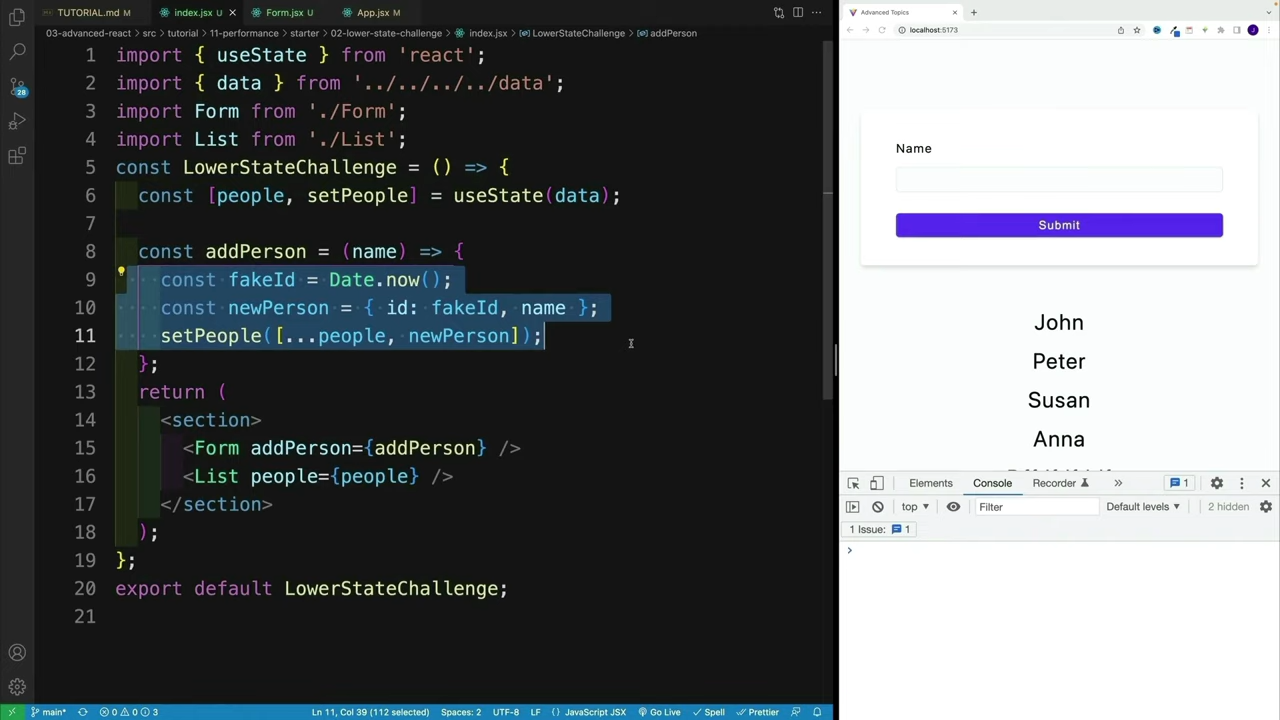 TUTORIAL.md M
index.jsx U
Form.jsx U
App.jsx M
03-advanced-react > src > tutorial > 11-performance > starter > 02-lower-state-challenge > index.jsx > LowerStateChallenge > addPerson
1 import { useState } from 'react';
2 import { data } from '../../../../data';
3 import Form from './Form';
4 import List from './List';
5 const LowerStateChallenge = () => {
6 const [people, setPeople] = useState(data);
7
8 const addPerson = (name) => {
9 const fakeId = Date.now();
10 const newPerson = { id: fakeId, name };
11 setPeople([...people, newPerson]);
12 };
13 return (
14 <section>
15 <Form addPerson={addPerson} />
16 <List people={people} />
17 </section>
18 );
19 };
20 export default LowerStateChallenge;
21
28
main*
0 0 3
Ln 11, Col 39 (112 selected)
Spaces: 2
UTF-8
LF
{} JavaScript JSX
Go Live
Spell
Prettier
Advanced Topics
localhost:5173
J
Name
Submit
John
Peter
Susan
Anna
Elements
Console
Recorder
1
top
Filter
Default levels
2 hidden
1 Issue: 1